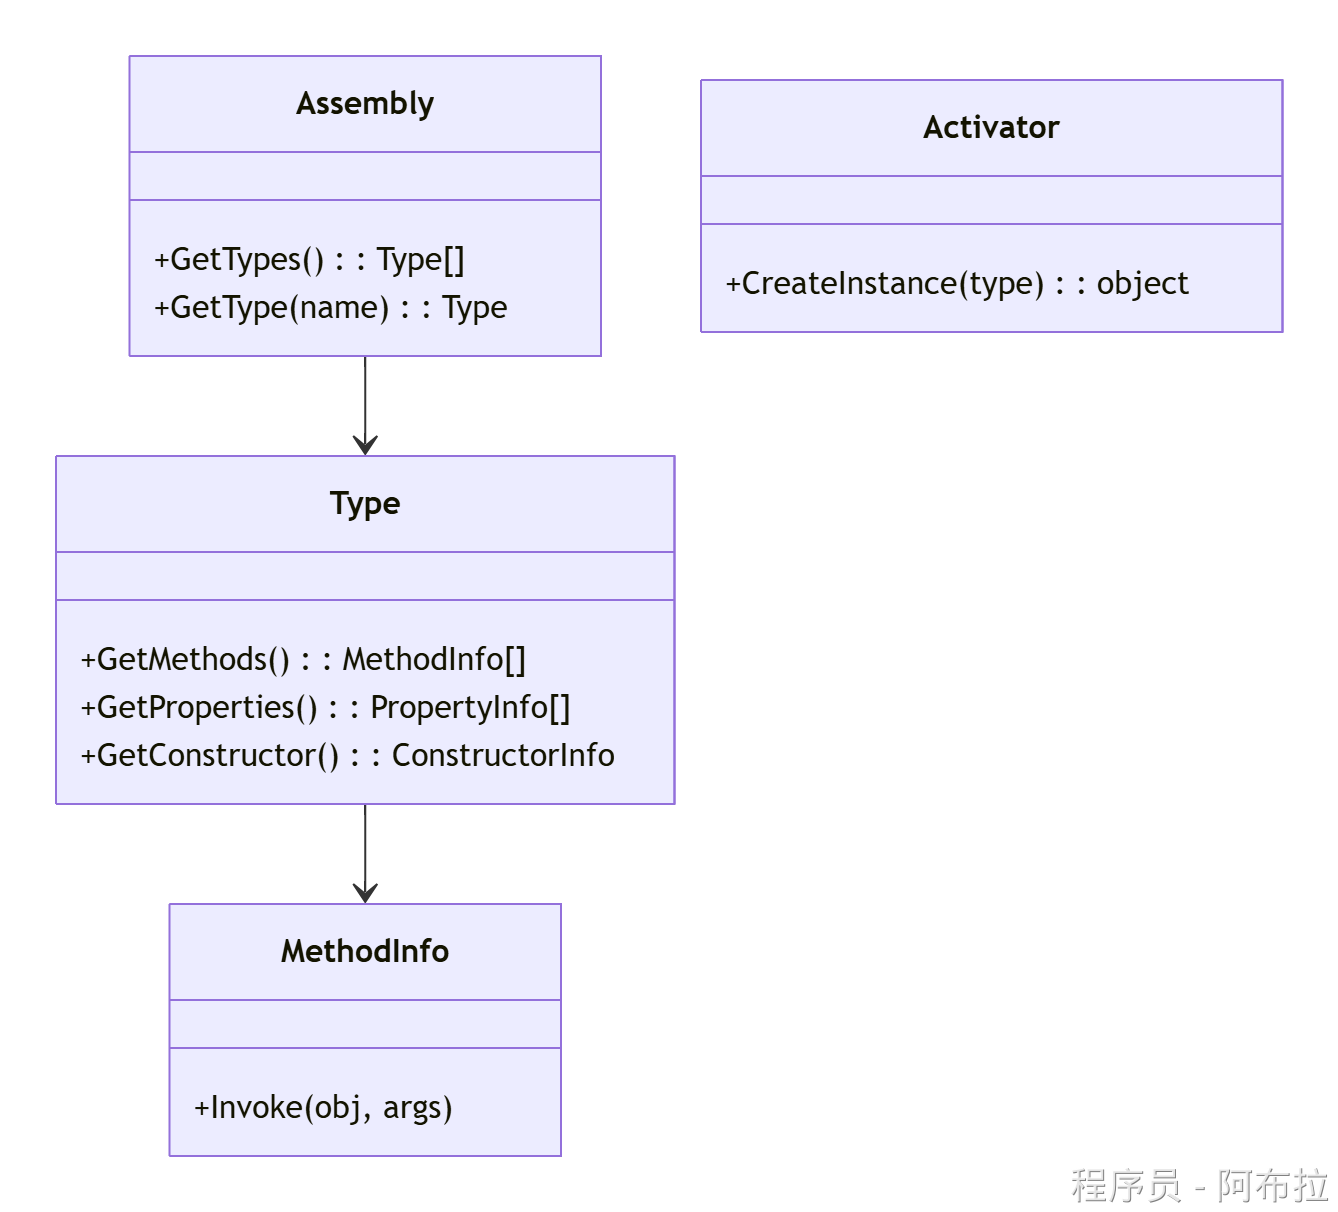 Assembly
+GetTypes() : : Type[]
+GetType(name) : : Type
Activator
+CreateInstance(type) : : object
Type
+GetMethods() : : MethodInfo[]
+GetProperties() : : PropertyInfo[]
+GetConstructor() : : ConstructorInfo
MethodInfo
+Invoke(obj, args)
程序员 - 阿布拉